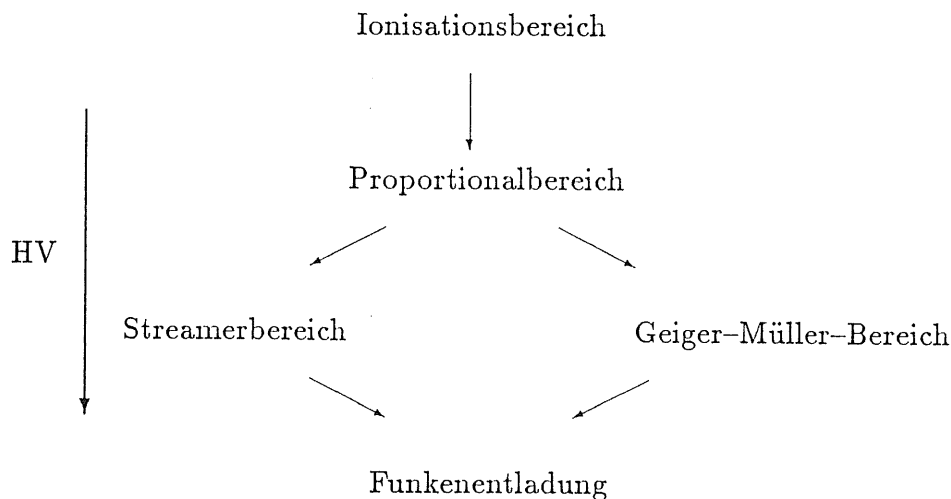 Ionisationsbereich
Proportionalbereich
HV
Streamerbereich
Geiger–Müller–Bereich
Funkenentladung